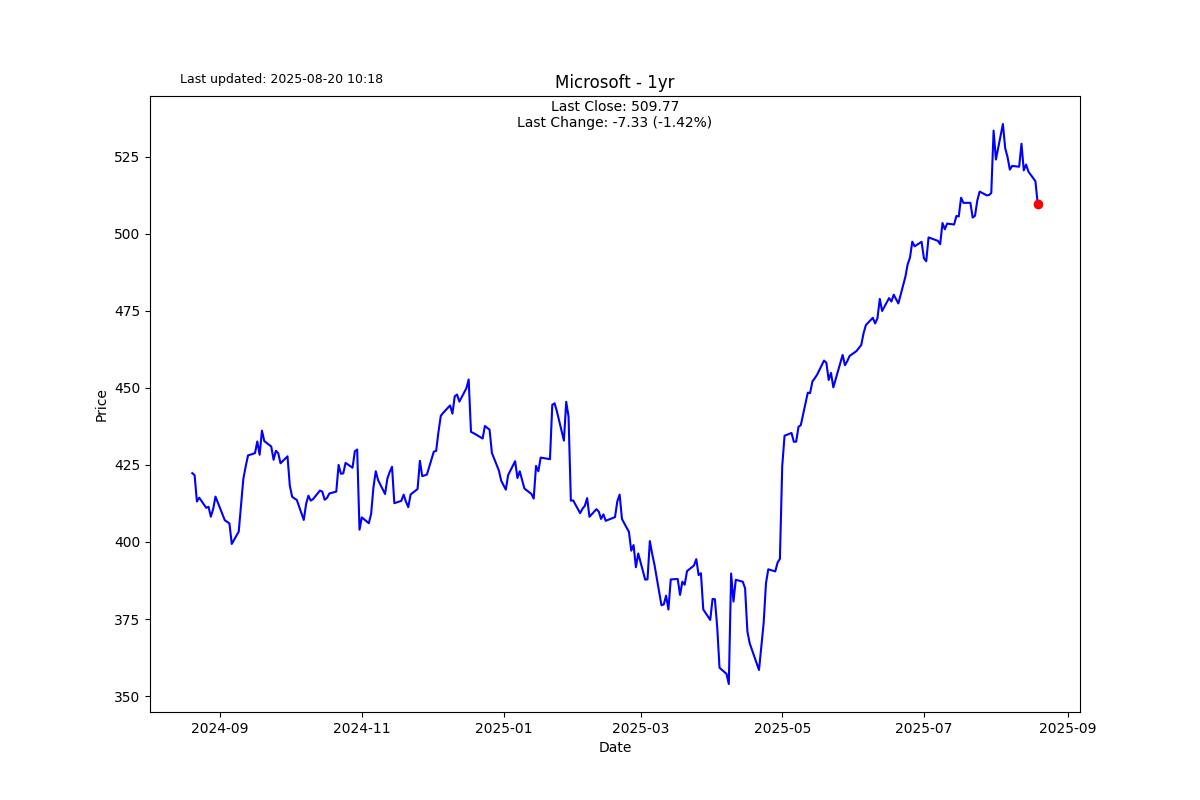 Last updated: 2025-08-20 10:18
Microsoft - 1yr
Last Close: 509.77
Last Change: -7.33 (-1.42%)
525
500
475
450
425
400
375
350
Price
2024-09
2024-11
2025-01
2025-03
2025-05
2025-07
2025-09
Date